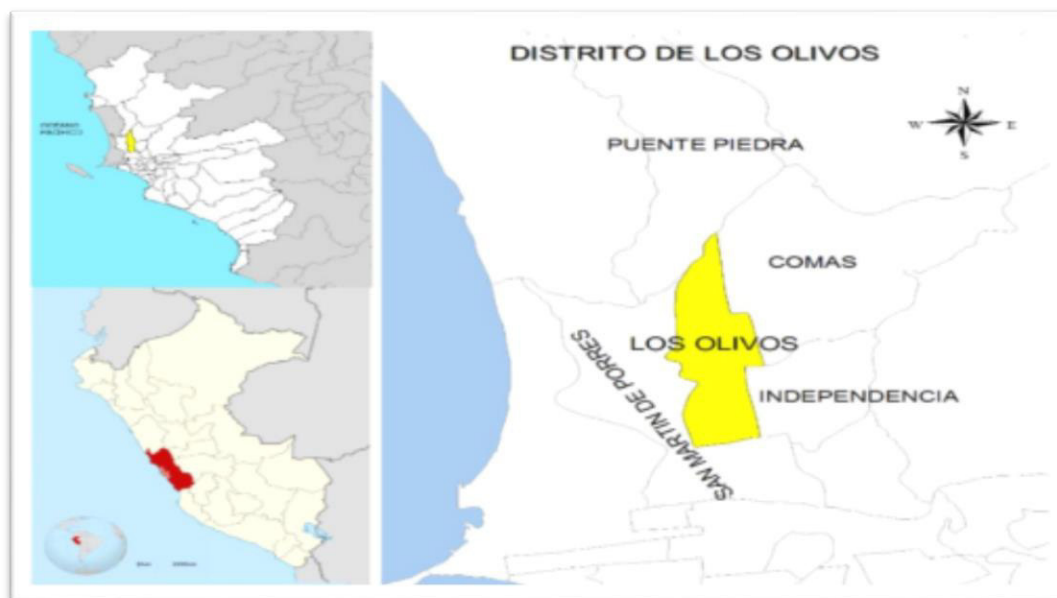 DISTRITO DE LOS OLIVOS
N
W
E
S
PUENTE PIEDRA
COMAS
LOS OLIVOS
SAN MARTIN DE PORRES
INDEPENDENCIA